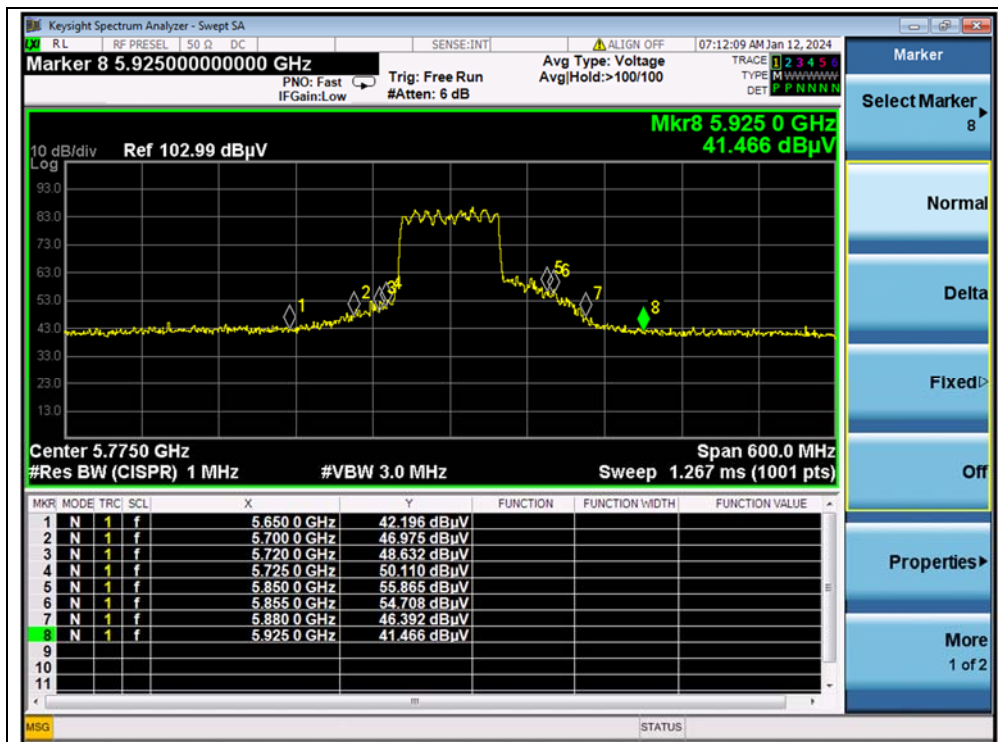 Keysight Spectrum Analyzer - Swept SA
LXI RL RF PRESEL 50 Ω DC SENSE:INT ALIGN OFF 07:12:09 AM Jan 12, 2024
Marker 8 5.925000000000 GHz
PNO: Fast
IFGain:Low
Trig: Free Run
#Atten: 6 dB
Avg Type: Voltage
Avg|Hold:>100/100
TRACE 1 2 3 4 5 6
TYPE M WWWWW
DET P P N N N N
Mkr8 5.925 0 GHz
41.466 dBµV
10 dB/div Ref 102.99 dBµV
Log
93.0
83.0
73.0
63.0
53.0
43.0
33.0
23.0
13.0
1
2
3
4
5
6
7
8
Center 5.7750 GHz Span 600.0 MHz
#Res BW (CISPR) 1 MHz #VBW 3.0 MHz Sweep 1.267 ms (1001 pts)
MKR MODE TRC SCL X Y FUNCTION FUNCTION WIDTH FUNCTION VALUE
1 N 1 f 5.650 0 GHz 42.196 dBµV
2 N 1 f 5.700 0 GHz 46.975 dBµV
3 N 1 f 5.720 0 GHz 48.632 dBµV
4 N 1 f 5.725 0 GHz 50.110 dBµV
5 N 1 f 5.850 0 GHz 55.865 dBµV
6 N 1 f 5.855 0 GHz 54.708 dBµV
7 N 1 f 5.880 0 GHz 46.392 dBµV
8 N 1 f 5.925 0 GHz 41.466 dBµV
9
10
11
MSG STATUS
Marker
Select Marker
8
Normal
Delta
Fixed
Off
Properties
More
1 of 2